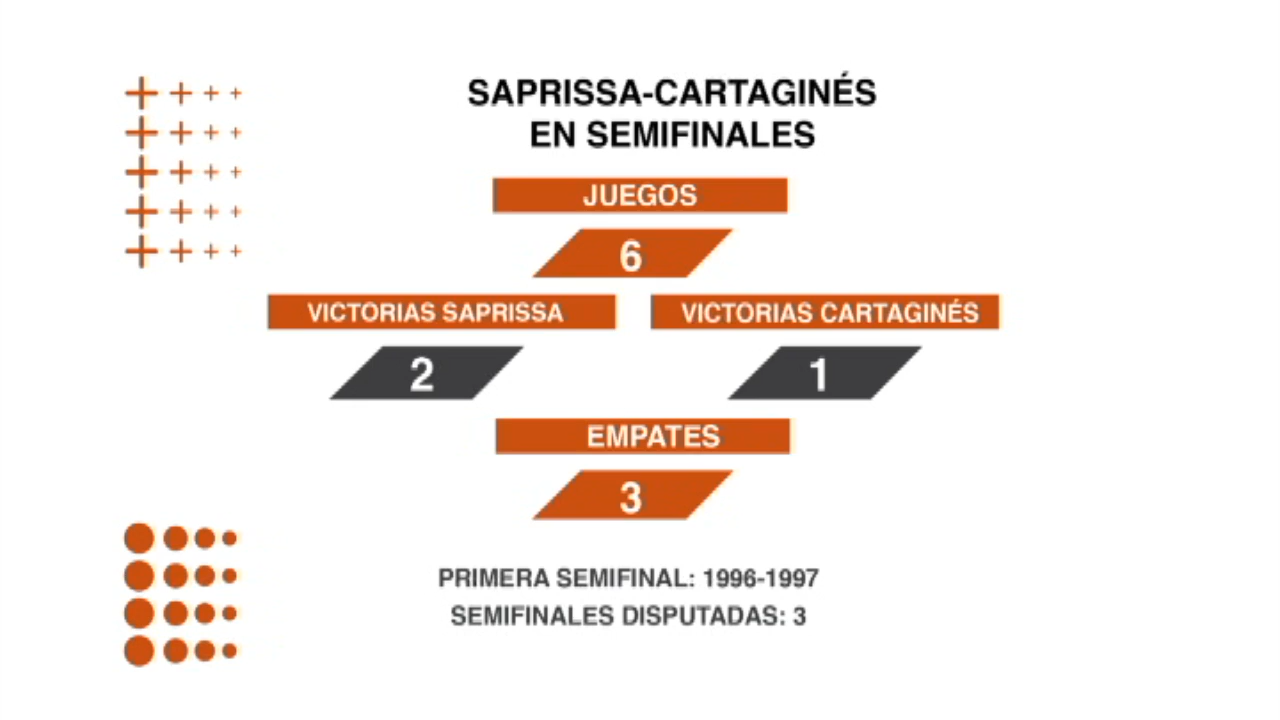 SAPRISSA-CARTAGINÉS
EN SEMIFINALES
JUEGOS
6
VICTORIAS SAPRISSA
2
VICTORIAS CARTAGINÉS
1
EMPATES
3
PRIMERA SEMIFINAL: 1996-1997
SEMIFINALES DISPUTADAS: 3